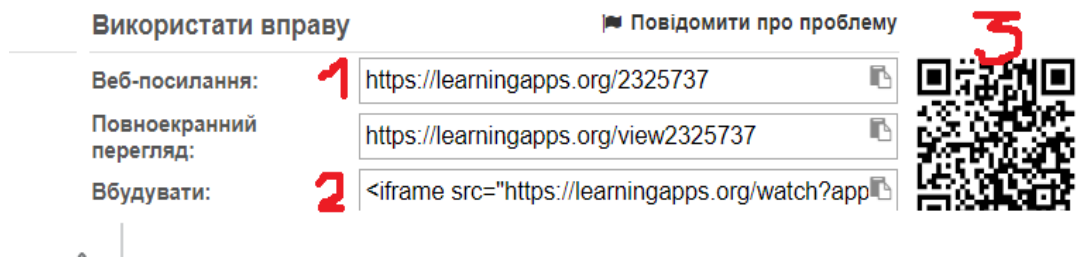 Використати вправу
Повідомити про проблему
3
Веб-посилання:
1
https://learningapps.org/2325737
Повноекранний
перегляд:
https://learningapps.org/view2325737
Вбудувати:
2
<iframe src="https://learningapps.org/watch?app